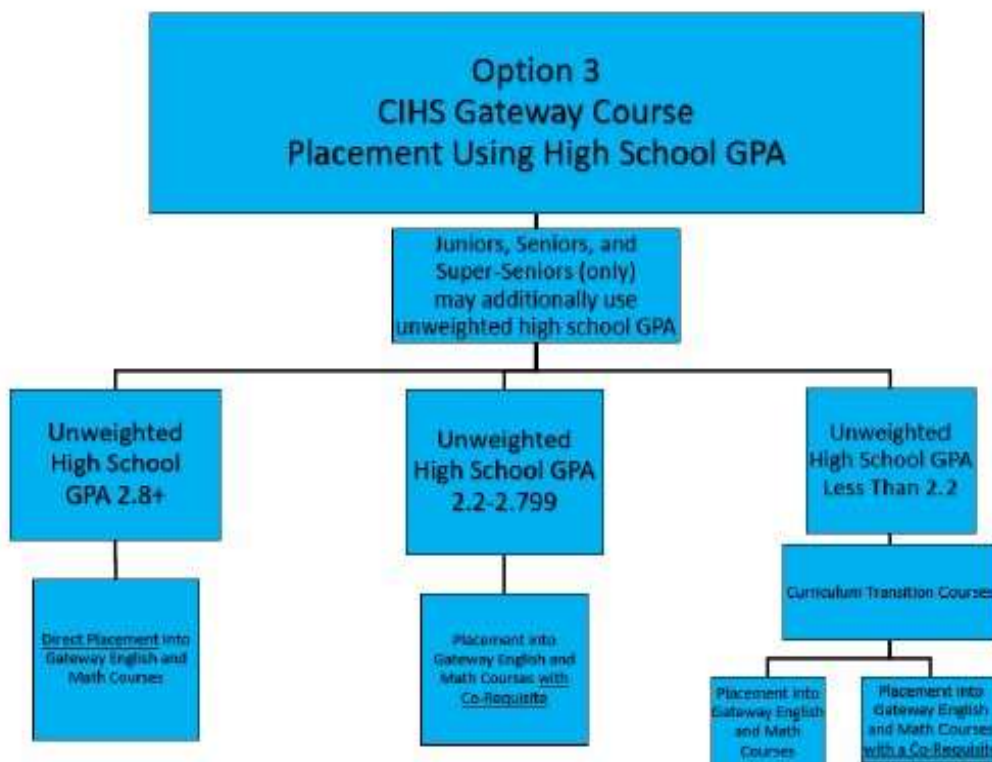 Option 3
CIHS Gateway Course
Placement Using High School GPA
Juniors, Seniors, and
Super-Seniors (only)
may additionally use
unweighted high school GPA
Unweighted
High School
GPA 2.8+
Unweighted
High School GPA
2.2-2.799
Unweighted
High School GPA
Less Than 2.2
Direct Placement into
Gateway English and
Math Courses
Placement into
Gateway English and
Math Courses with
Co-Requisite
Curriculum Transition Courses
Placement into
Gateway English
and Math
Courses
Placement into
Gateway English
and Math Courses
with a Co-Requisite